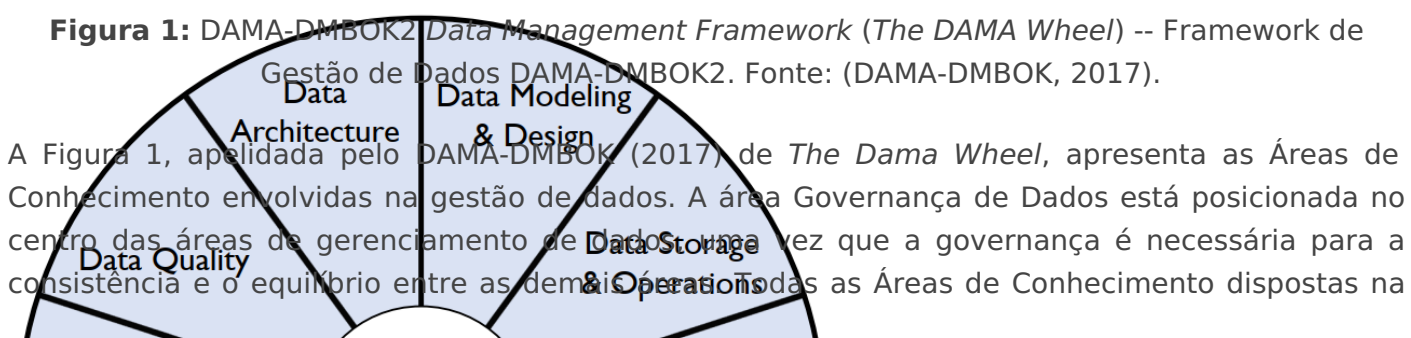 Figura 1: DAMA-DMBOK2 Data Management Framework (The DAMA Wheel) -- Framework de
Gestão de Dados DAMA-DMBOK2. Fonte: (DAMA-DMBOK, 2017).
Data
Architecture
Data Modeling
& Design
A Figura 1, apelidada pelo DAMA-DMBOK (2017) de The Dama Wheel, apresenta as Áreas de
Conhecimento envolvidas na gestão de dados. A área Governança de Dados está posicionada no
centro das áreas de gerenciamento de dados, uma vez que a governança é necessária para a
consistência e o equilíbrio entre as demais áreas. Todas as Áreas de Conhecimento dispostas na
Data Quality
Data Storage
& Operations